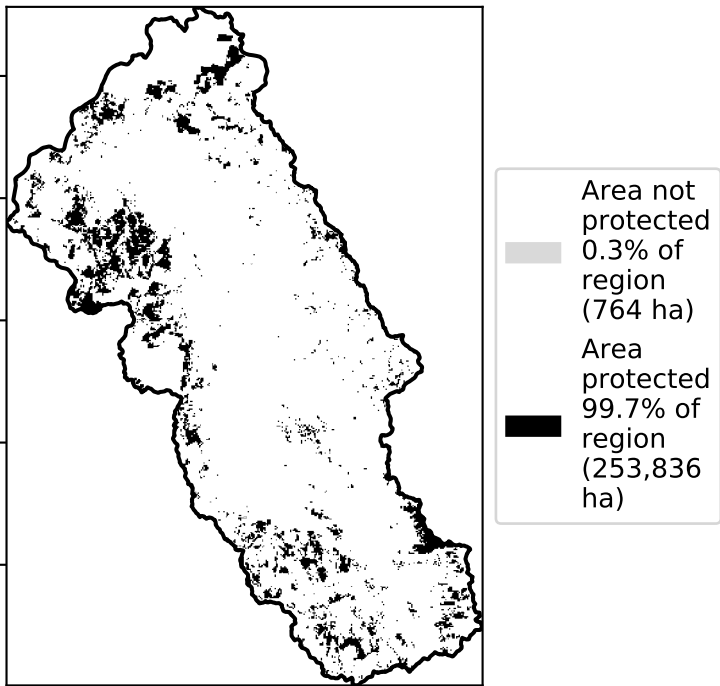 Area not
protected
0.3% of
region
(764 ha)
Area
protected
99.7% of
region
(253,836
ha)